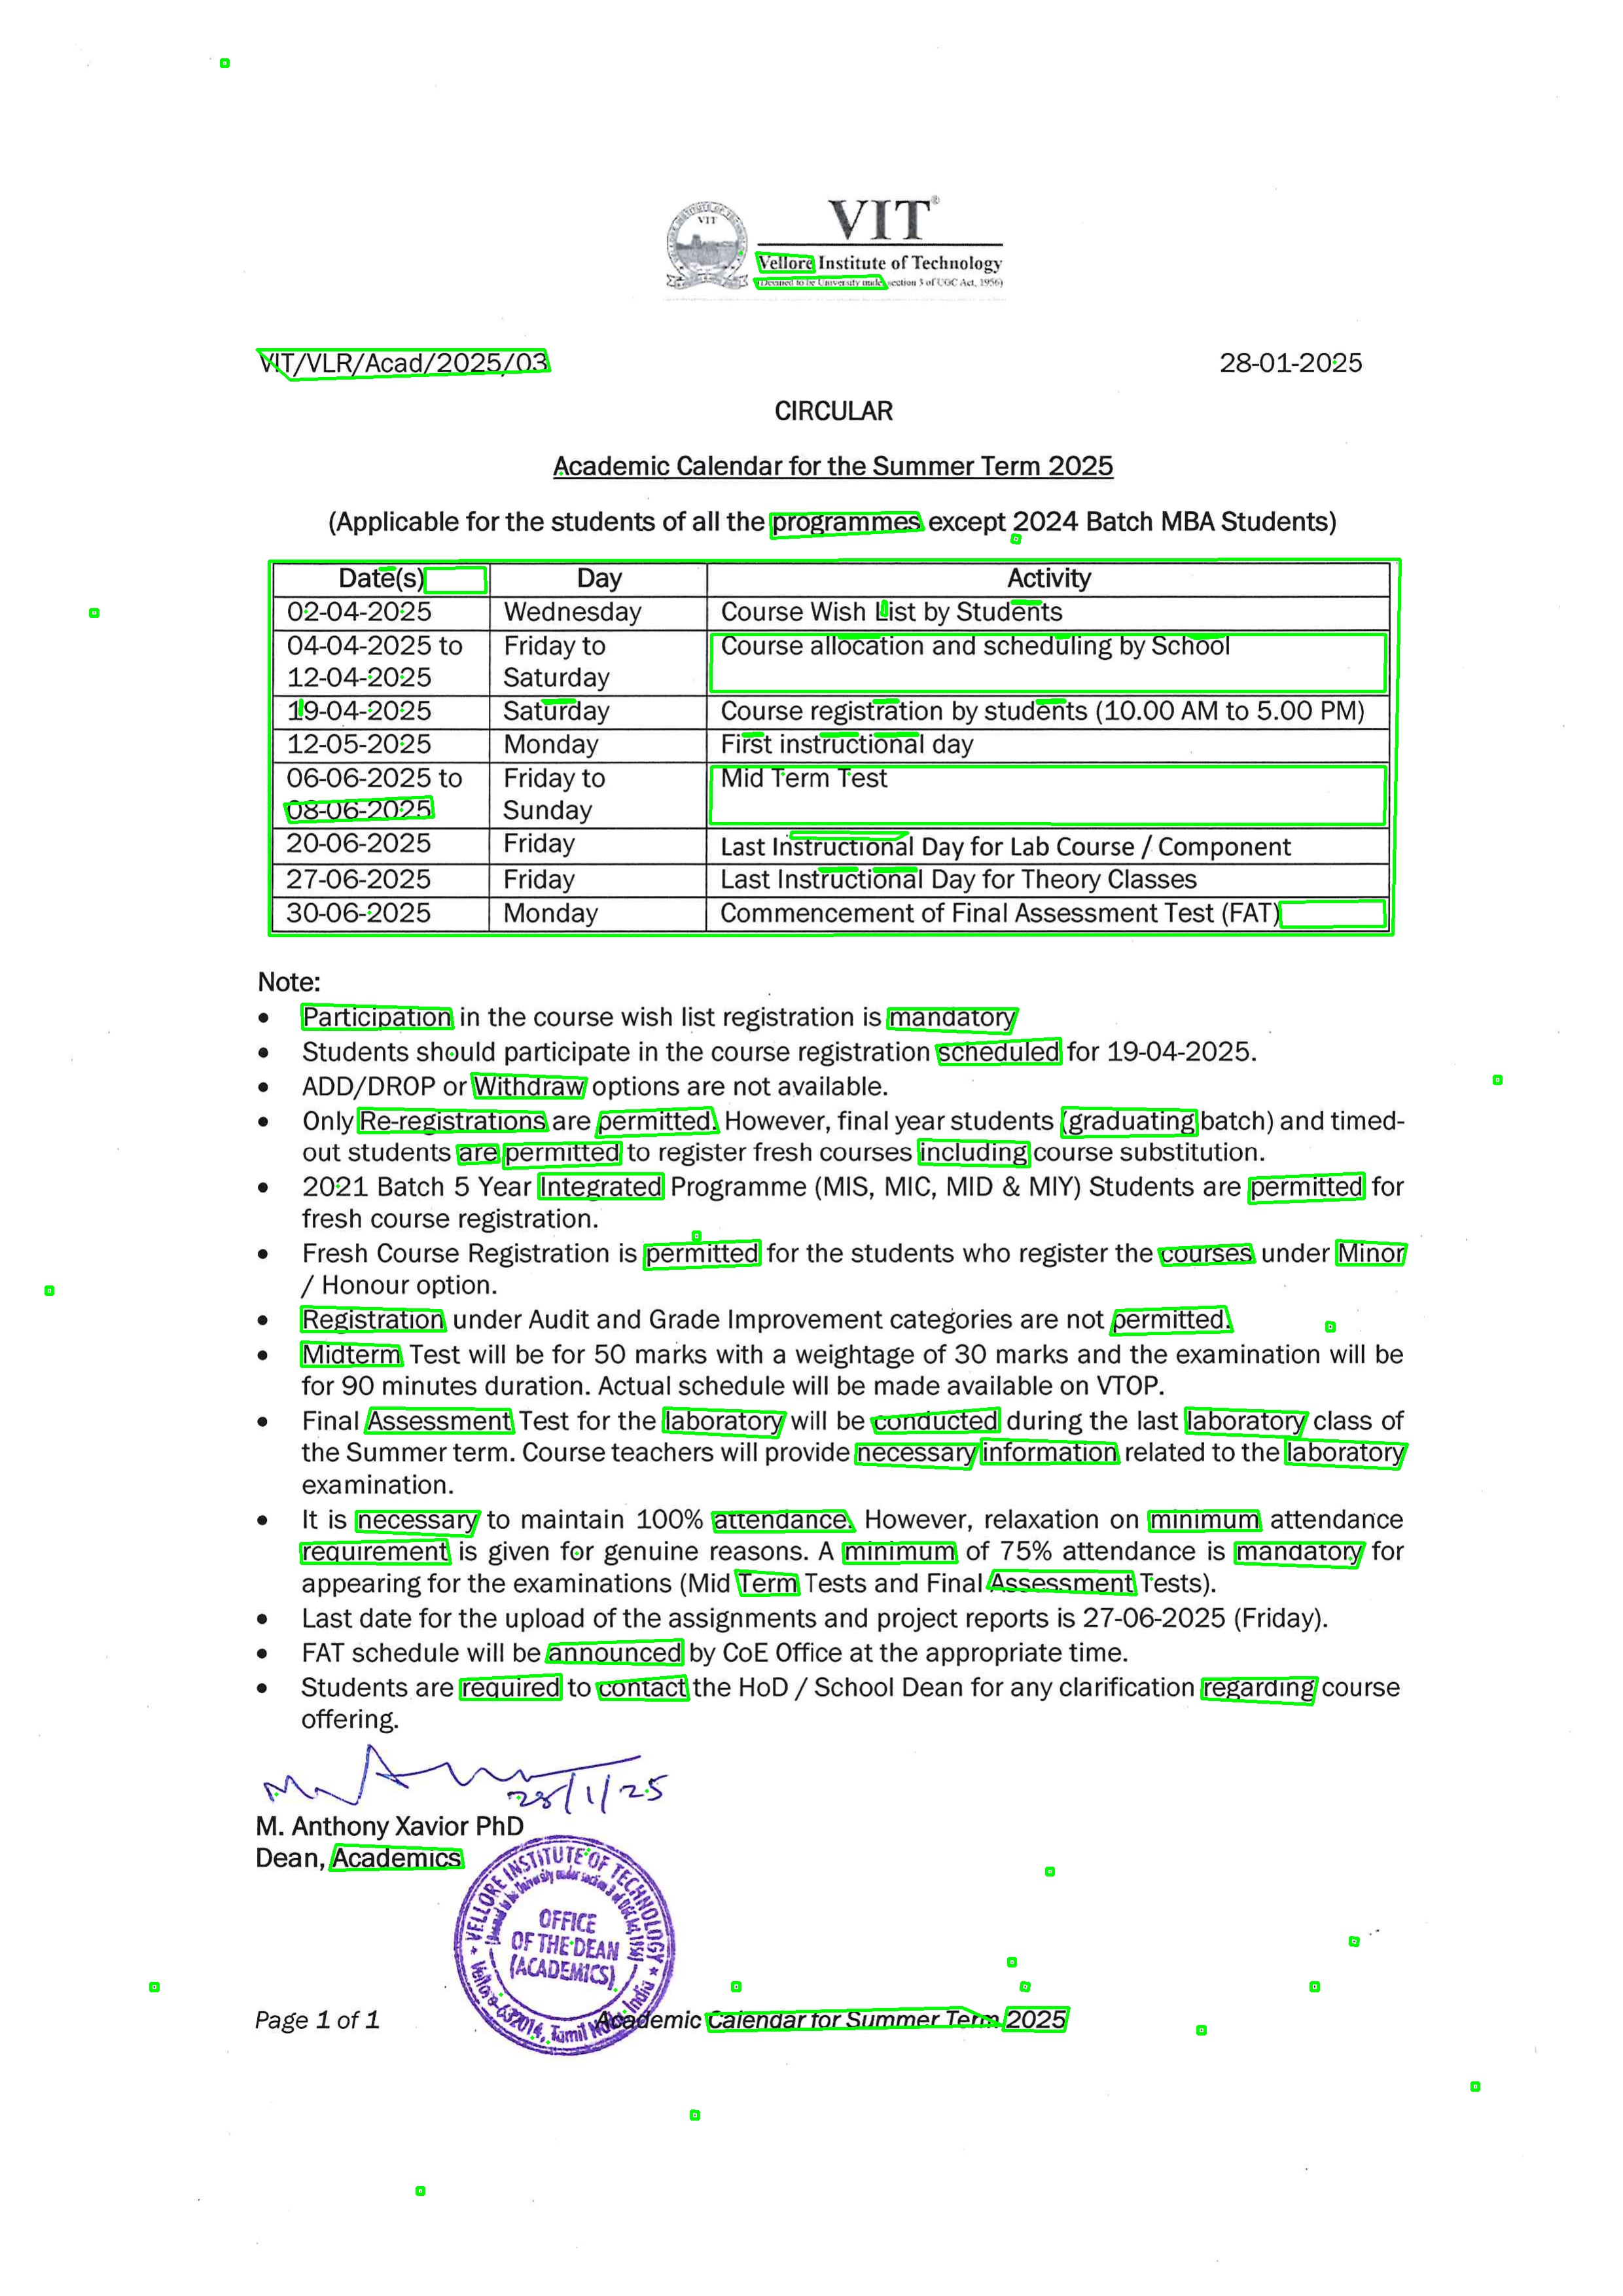 VIT®
VIT
Vellore Institute of Technology
(Deemed to be University under section 3 of UGC Act, 1956)
VIT/VLR/Acad/2025/03 28-01-2025
CIRCULAR
Academic Calendar for the Summer Term 2025
(Applicable for the students of all the programmes except 2024 Batch MBA Students)
Date(s) Day Activity
02-04-2025 Wednesday Course Wish List by Students
04-04-2025 to Friday to Course allocation and scheduling by School
12-04-2025 Saturday
19-04-2025 Saturday Course registration by students (10.00 AM to 5.00 PM)
12-05-2025 Monday First instructional day
06-06-2025 to Friday to Mid Term Test
08-06-2025 Sunday
20-06-2025 Friday Last Instructional Day for Lab Course / Component
27-06-2025 Friday Last Instructional Day for Theory Classes
30-06-2025 Monday Commencement of Final Assessment Test (FAT)
Note:
• Participation in the course wish list registration is mandatory
• Students should participate in the course registration scheduled for 19-04-2025.
• ADD/DROP or Withdraw options are not available.
• Only Re-registrations are permitted. However, final year students (graduating batch) and timed-
out students are permitted to register fresh courses including course substitution.
• 2021 Batch 5 Year Integrated Programme (MIS, MIC, MID & MIY) Students are permitted for
fresh course registration.
• Fresh Course Registration is permitted for the students who register the courses under Minor
/ Honour option.
• Registration under Audit and Grade Improvement categories are not permitted.
• Midterm Test will be for 50 marks with a weightage of 30 marks and the examination will be
for 90 minutes duration. Actual schedule will be made available on VTOP.
• Final Assessment Test for the laboratory will be conducted during the last laboratory class of
the Summer term. Course teachers will provide necessary information related to the laboratory
examination.
• It is necessary to maintain 100% attendance. However, relaxation on minimum attendance
requirement is given for genuine reasons. A minimum of 75% attendance is mandatory for
appearing for the examinations (Mid Term Tests and Final Assessment Tests).
• Last date for the upload of the assignments and project reports is 27-06-2025 (Friday).
• FAT schedule will be announced by CoE Office at the appropriate time.
• Students are required to contact the HoD / School Dean for any clarification regarding course
offering.
28/1/25
M. Anthony Xavior PhD
Dean, Academics
VELLORE INSTITUTE OF TECHNOLOGY
(Deemed to be University under section 3 of UGC Act, 1956)
OFFICE
OF THE DEAN
(ACADEMICS)
Vellore-632014, Tamil Nadu, India
Page 1 of 1 Academic Calendar for Summer Term 2025